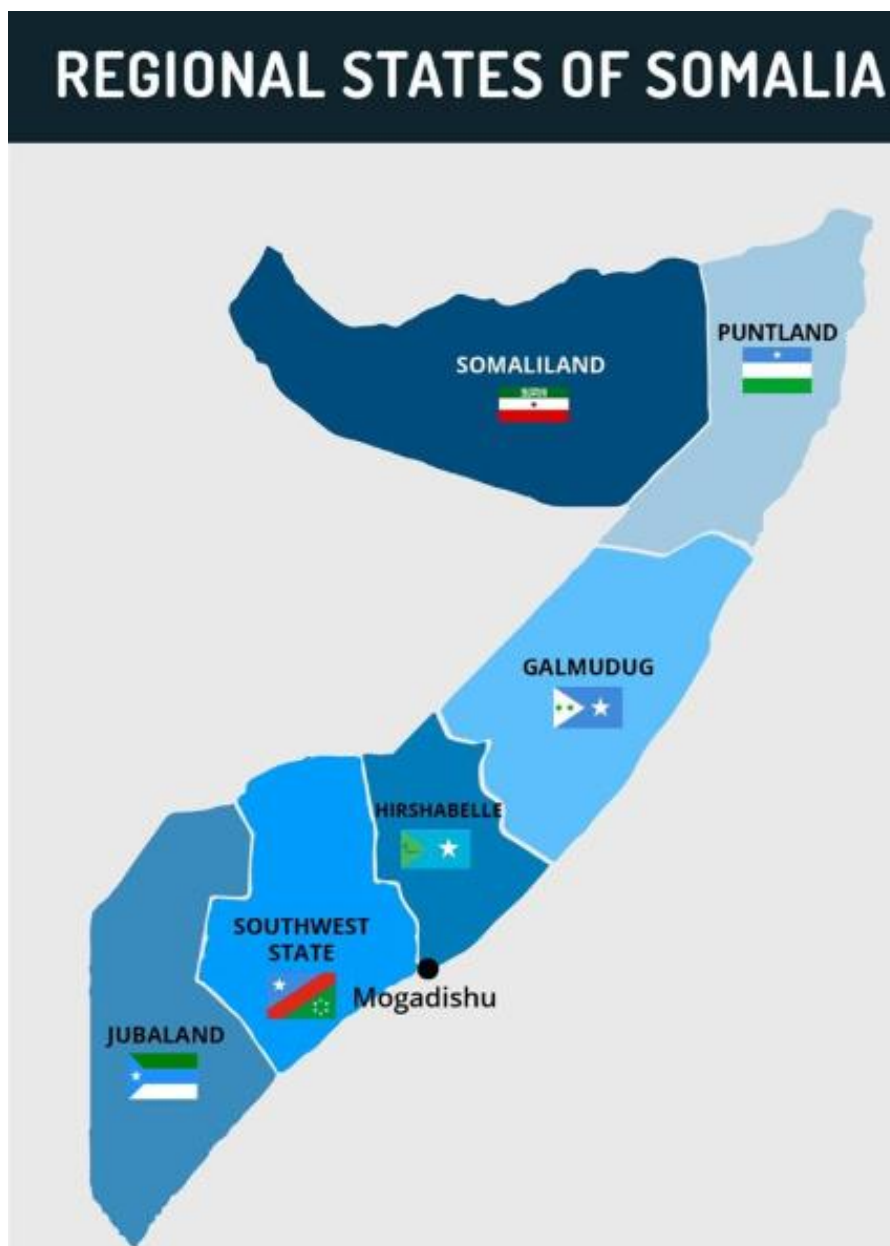 REGIONAL STATES OF SOMALIA
PUNTLAND
SOMALILAND
GALMUDUG
HIRSHABELLE
SOUTHWEST
STATE
Mogadishu
JUBALAND